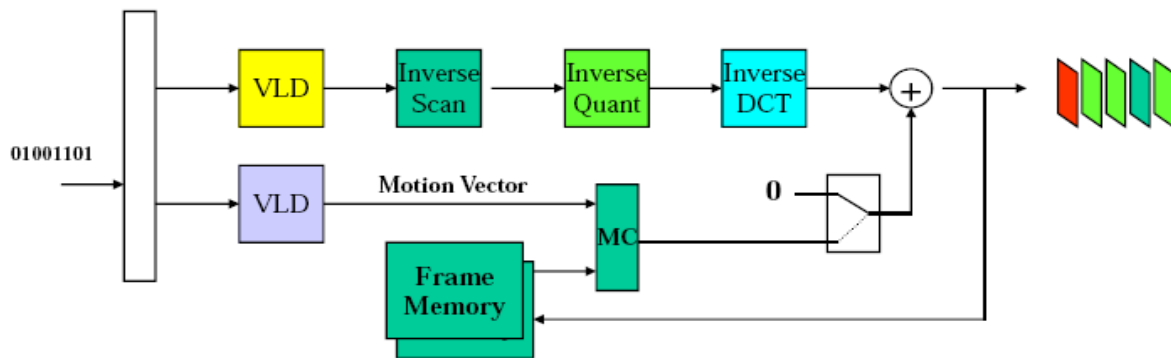 VLD
Inverse
Scan
Inverse
Quant
Inverse
DCT
+
01001101
VLD
Motion Vector
0
MC
Frame
Memory